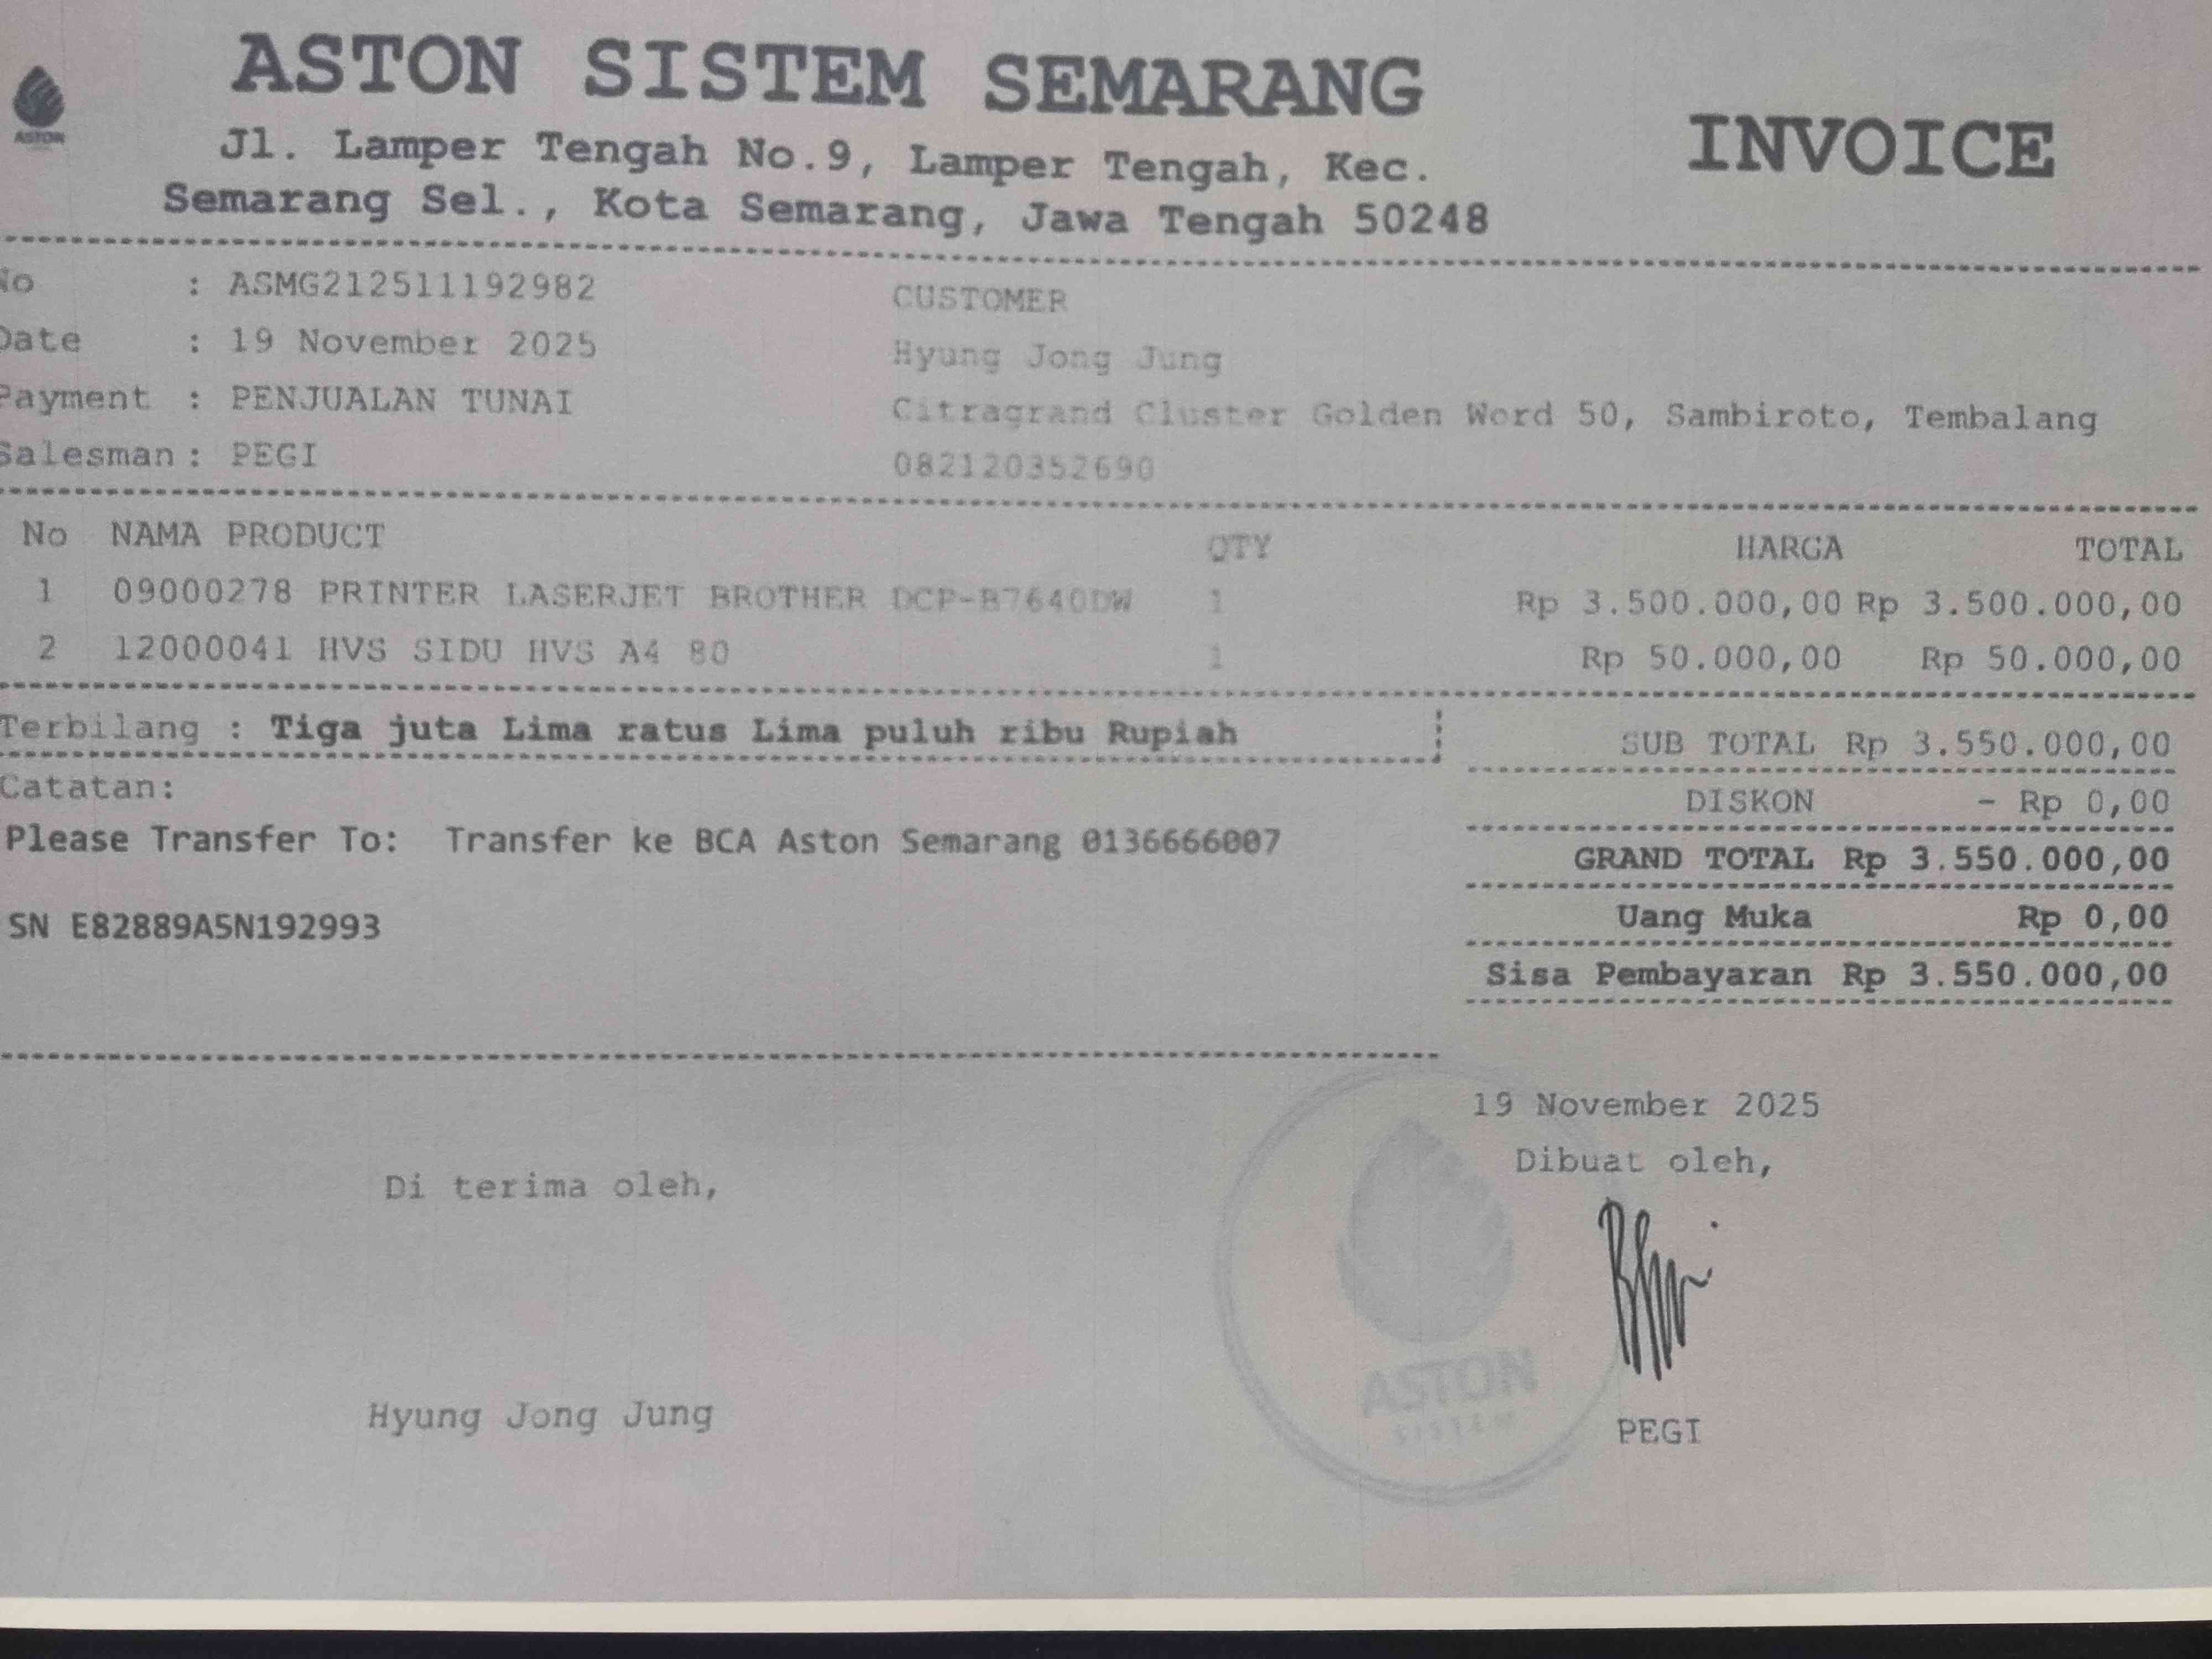 ASTON SISTEM SEMARANG
INVOICE
ASTON
Jl. Lamper Tengah No.9, Lamper Tengah, Kec.
Semarang Sel., Kota Semarang, Jawa Tengah 50248
No : ASMG212511192982
CUSTOMER
Date : 19 November 2025
Hyung Jong Jung
Payment : PENJUALAN TUNAI
Citragrand Cluster Golden Word 50, Sambiroto, Tembalang
Salesman : PEGI
082120352690
No NAMA PRODUCT QTY HARGA TOTAL
1 09000278 PRINTER LASERJET BROTHER DCP-B7640DW 1 Rp 3.500.000,00 Rp 3.500.000,00
2 12000041 HVS SIDU HVS A4 80 1 Rp 50.000,00 Rp 50.000,00
Terbilang : Tiga juta Lima ratus Lima puluh ribu Rupiah
SUB TOTAL Rp 3.550.000,00
Catatan:
DISKON - Rp 0,00
Please Transfer To: Transfer ke BCA Aston Semarang 0136666007
GRAND TOTAL Rp 3.550.000,00
SN E82889A5N192993
Uang Muka Rp 0,00
Sisa Pembayaran Rp 3.550.000,00
19 November 2025
Di terima oleh,
Dibuat oleh,
ASTON
SISTEM
Hyung Jong Jung
PEGI